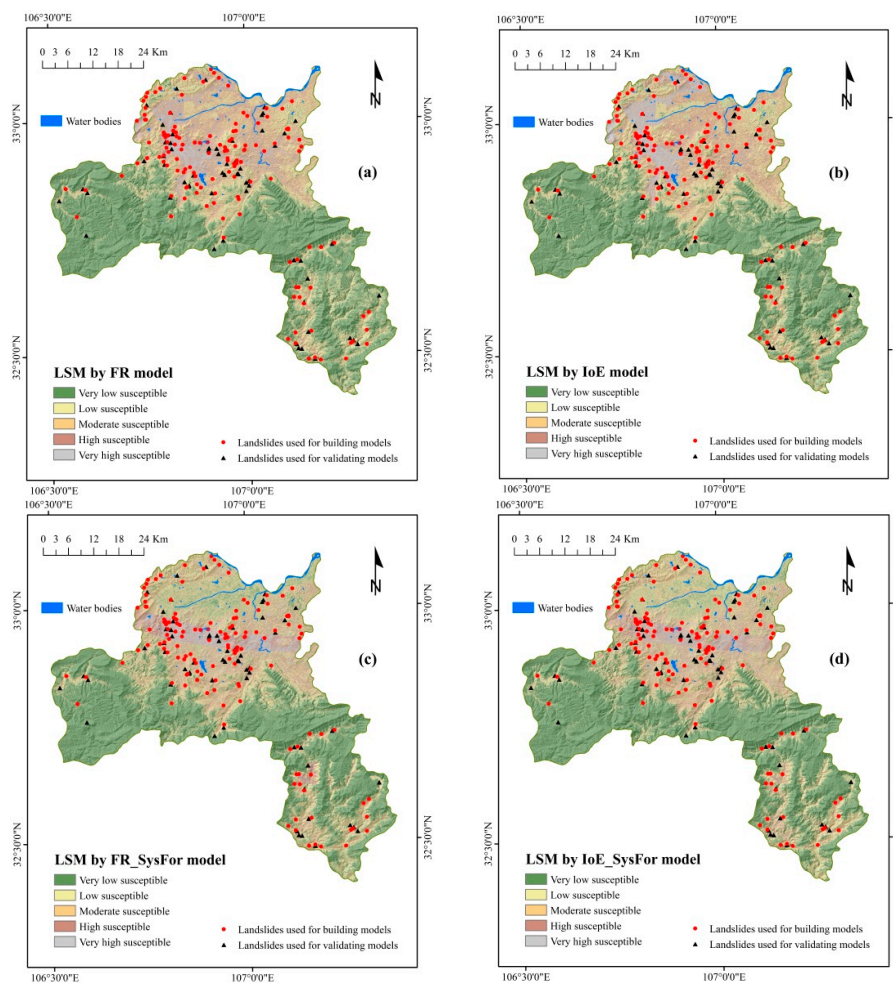 106°30'0"E
107°0'0"E
0 3 6 12 18 24 Km
N
33°0'0"N
Water bodies
(a)
32°30'0"N
LSM by FR model
Very low susceptible
Low susceptible
Moderate susceptible
High susceptible
Very high susceptible
Landslides used for building models
Landslides used for validating models
106°30'0"E
107°0'0"E
106°30'0"E
107°0'0"E
0 3 6 12 18 24 Km
N
33°0'0"N
Water bodies
(b)
32°30'0"N
LSM by IoE model
Very low susceptible
Low susceptible
Moderate susceptible
High susceptible
Very high susceptible
Landslides used for building models
Landslides used for validating models
106°30'0"E
107°0'0"E
0 3 6 12 18 24 Km
N
33°0'0"N
Water bodies
(c)
32°30'0"N
LSM by FR_SysFor model
Very low susceptible
Low susceptible
Moderate susceptible
High susceptible
Very high susceptible
Landslides used for building models
Landslides used for validating models
106°30'0"E
107°0'0"E
0 3 6 12 18 24 Km
N
33°0'0"N
Water bodies
(d)
32°30'0"N
LSM by IoE_SysFor model
Very low susceptible
Low susceptible
Moderate susceptible
High susceptible
Very high susceptible
Landslides used for building models
Landslides used for validating models
106°30'0"E
107°0'0"E